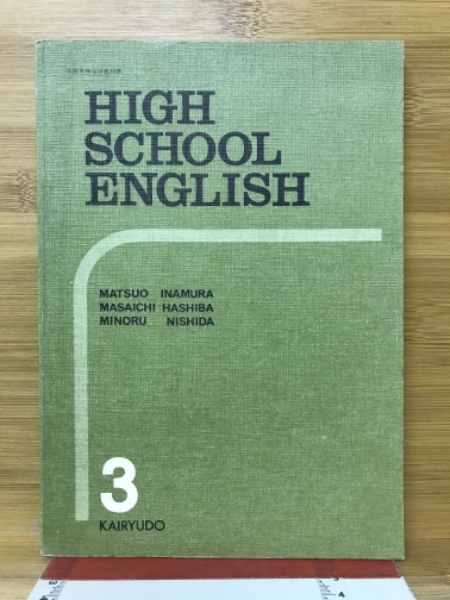 HIGH
SCHOOL
ENGLISH
MATSUO INAMURA
MASAICHI HASHIBA
MINORU NISHIDA
3
KAIRYUDO